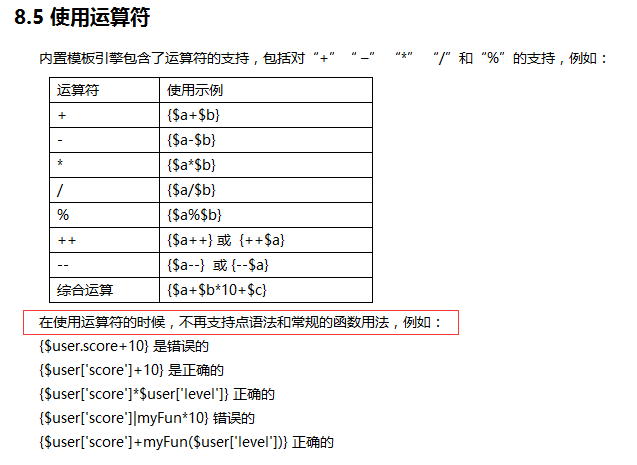 8.5 使用运算符
内置模板引擎包含了运算符的支持，包括对“+”“ –” “*” “/”和“%”的支持，例如：
运算符 使用示例
+ {$a+$b}
- {$a-$b}
* {$a*$b}
/ {$a/$b}
% {$a%$b}
++ {$a++} 或 {++$a}
-- {$a--} 或 {--$a}
综合运算 {$a+$b*10+$c}
在使用运算符的时候，不再支持点语法和常规的函数用法，例如：
{$user.score+10} 是错误的
{$user['score']+10} 是正确的
{$user['score']*$user['level']} 正确的
{$user['score']|myFun*10} 错误的
{$user['score']+myFun($user['level'])} 正确的